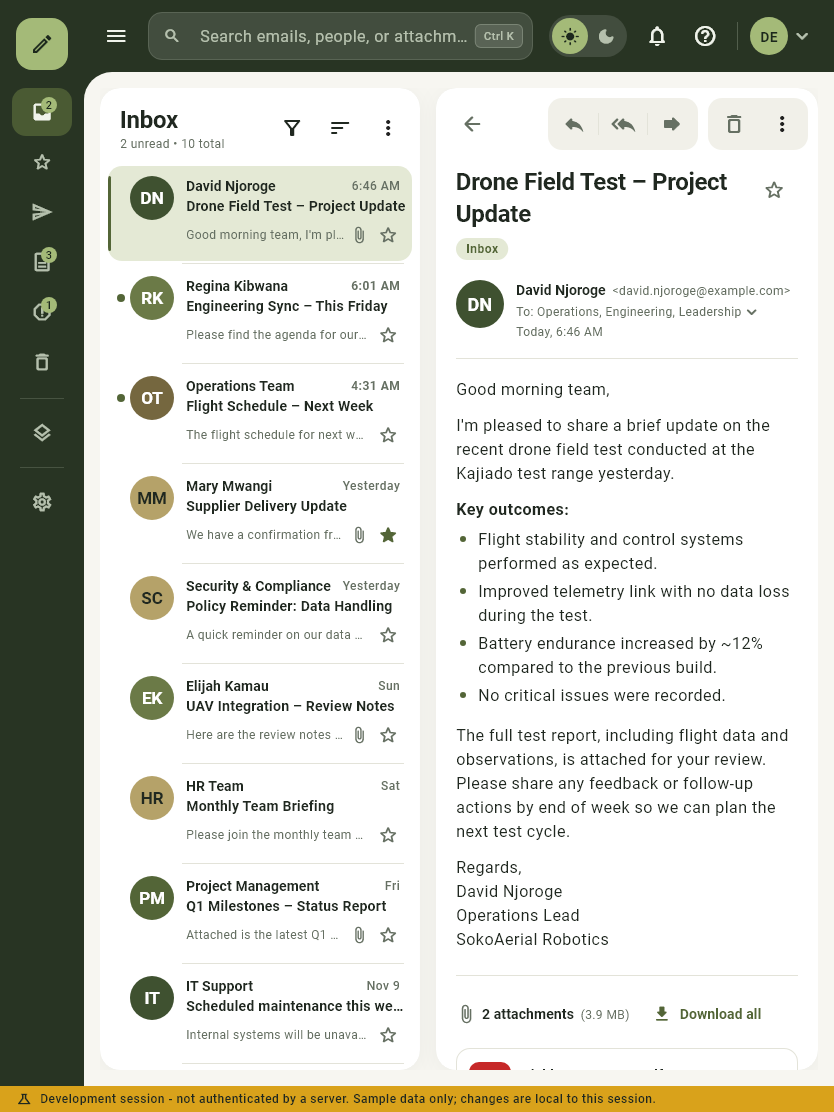 Search emails, people, or attachm…
Ctrl K
DE
2
3
1
Inbox
2 unread • 10 total
DN
David Njoroge
6:46 AM
Drone Field Test – Project Update
Good morning team, I'm pl…
RK
Regina Kibwana
6:01 AM
Engineering Sync – This Friday
Please find the agenda for our…
OT
Operations Team
4:31 AM
Flight Schedule – Next Week
The flight schedule for next w…
MM
Mary Mwangi
Yesterday
Supplier Delivery Update
We have a confirmation fr…
SC
Security & Compliance
Yesterday
Policy Reminder: Data Handling
A quick reminder on our data …
EK
Elijah Kamau
Sun
UAV Integration – Review Notes
Here are the review notes …
HR
HR Team
Sat
Monthly Team Briefing
Please join the monthly team …
PM
Project Management
Fri
Q1 Milestones – Status Report
Attached is the latest Q1 …
IT
IT Support
Nov 9
Scheduled maintenance this we…
Internal systems will be unava…
Drone Field Test – Project
Update
Inbox
DN
David Njoroge <david.njoroge@example.com>
To: Operations, Engineering, Leadership
Today, 6:46 AM
Good morning team,
I'm pleased to share a brief update on the
recent drone field test conducted at the
Kajiado test range yesterday.
Key outcomes:
• Flight stability and control systems
performed as expected.
• Improved telemetry link with no data loss
during the test.
• Battery endurance increased by ~12%
compared to the previous build.
• No critical issues were recorded.
The full test report, including flight data and
observations, is attached for your review.
Please share any feedback or follow-up
actions by end of week so we can plan the
next test cycle.
Regards,
David Njoroge
Operations Lead
SokoAerial Robotics
2 attachments (3.9 MB)
Download all
Development session - not authenticated by a server. Sample data only; changes are local to this session.